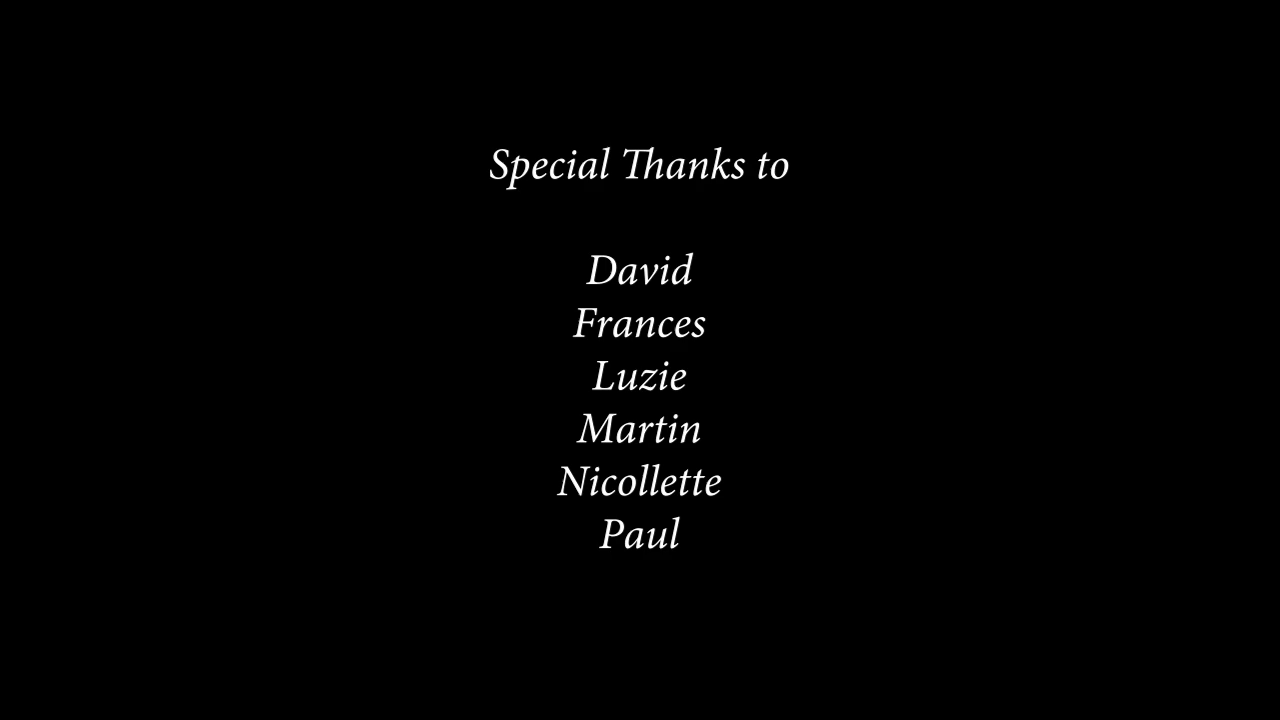 Special Thanks to
David
Frances
Luzie
Martin
Nicollette
Paul